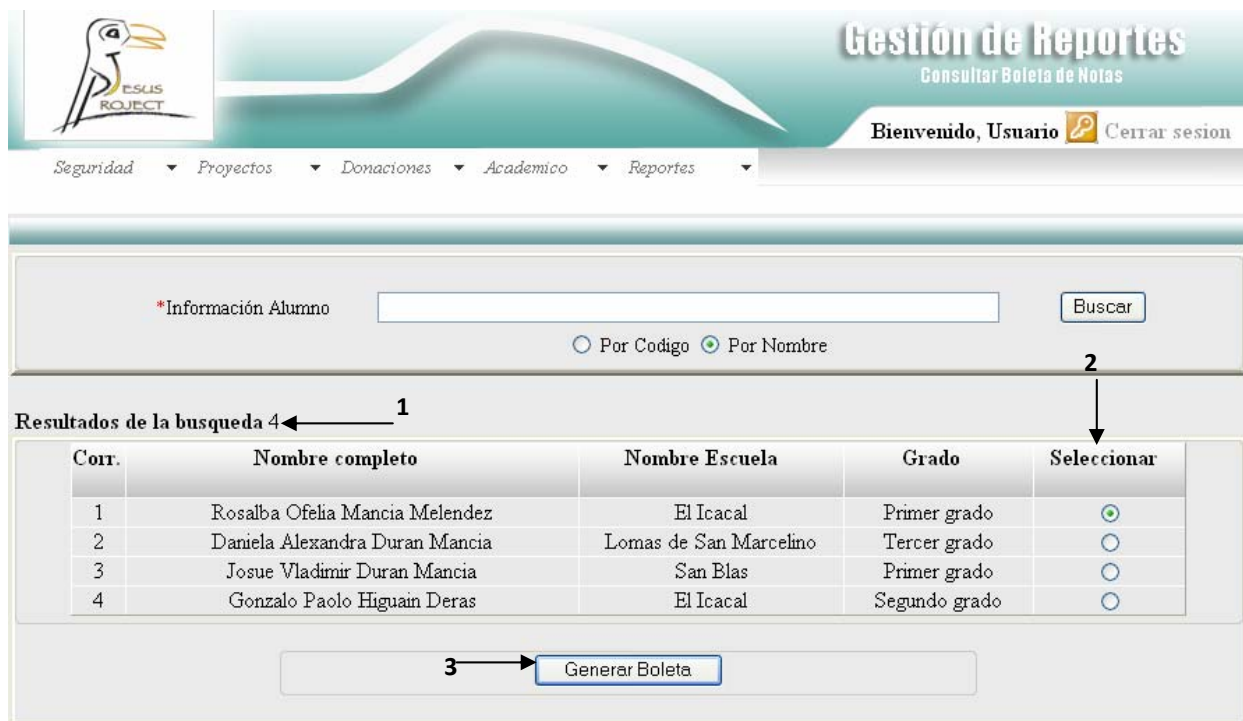 Gestión de Reportes
Consultar Boleta de Notas
JESUS
PROJECT
Bienvenido, Usuario Cerrar sesion
Seguridad Proyectos Donaciones Academico Reportes
*Información Alumno Buscar
Por Codigo Por Nombre
2
1
Resultados de la busqueda 4
Corr. Nombre completo Nombre Escuela Grado Seleccionar
1 Rosalba Ofelia Mancia Melendez El Icacal Primer grado
2 Daniela Alexandra Duran Mancia Lomas de San Marcelino Tercer grado
3 Josue Vladimir Duran Mancia San Blas Primer grado
4 Gonzalo Paolo Higuain Deras El Icacal Segundo grado
3 Generar Boleta